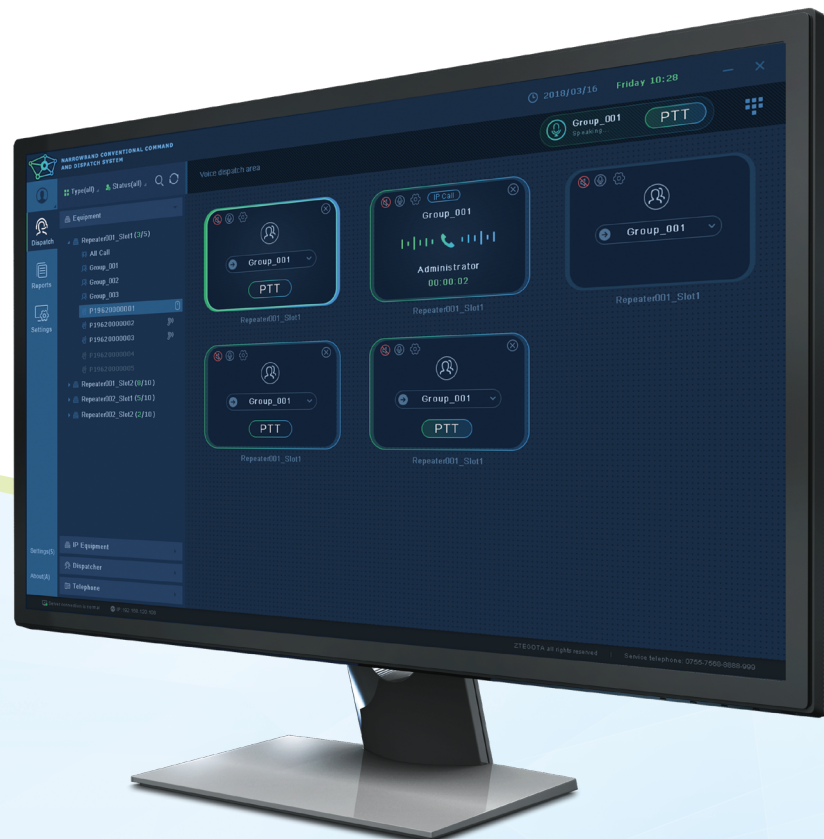 2018/03/16 Friday 10:28
NARROWBAND CONVENTIONAL COMMAND
AND DISPATCH SYSTEM
Group_001
Speaking...
PTT
Type(all)
Status(all)
Voice dispatch area
Dispatch
Reports
Settings
Equipment
Repeater001_Slot1 (3/5)
All Call
Group_001
Group_002
Group_003
P19620000001
P19620000002
P19620000003
P19620000004
P19620000005
Repeater001_Slot2 (8/10)
Repeater002_Slot1 (5/10)
Repeater002_Slot2 (2/10)
Group_001
PTT
Repeater001_Slot1
IP Call
Group_001
Administrator
00:00:02
Repeater001_Slot1
Group_001
Repeater001_Slot1
Group_001
PTT
Repeater001_Slot1
Group_001
PTT
Repeater001_Slot1
IP Equipment
Dispatcher
Telephone
Settings(S)
About(A)
ZTEGOTA all rights reserved
Service telephone: 0755-7660-8668-999